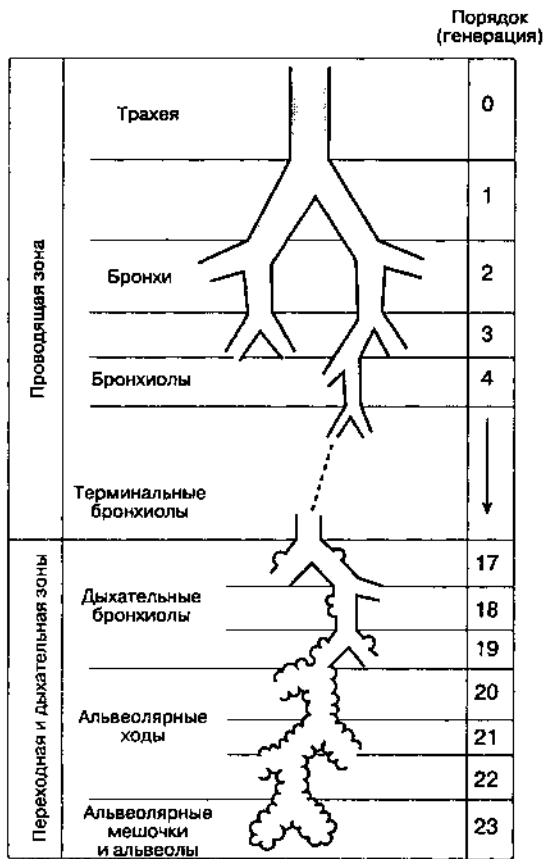 Порядок
(генерация)
Проводящая зона
Трахея
0
1
Бронхи
2
3
Бронхиолы
4
Терминальные
бронхиолы
Переходная и дыхательная зоны
17
Дыхательные
бронхиолы
18
19
20
Альвеолярные
ходы
21
22
Альвеолярные
мешочки
и альвеолы
23